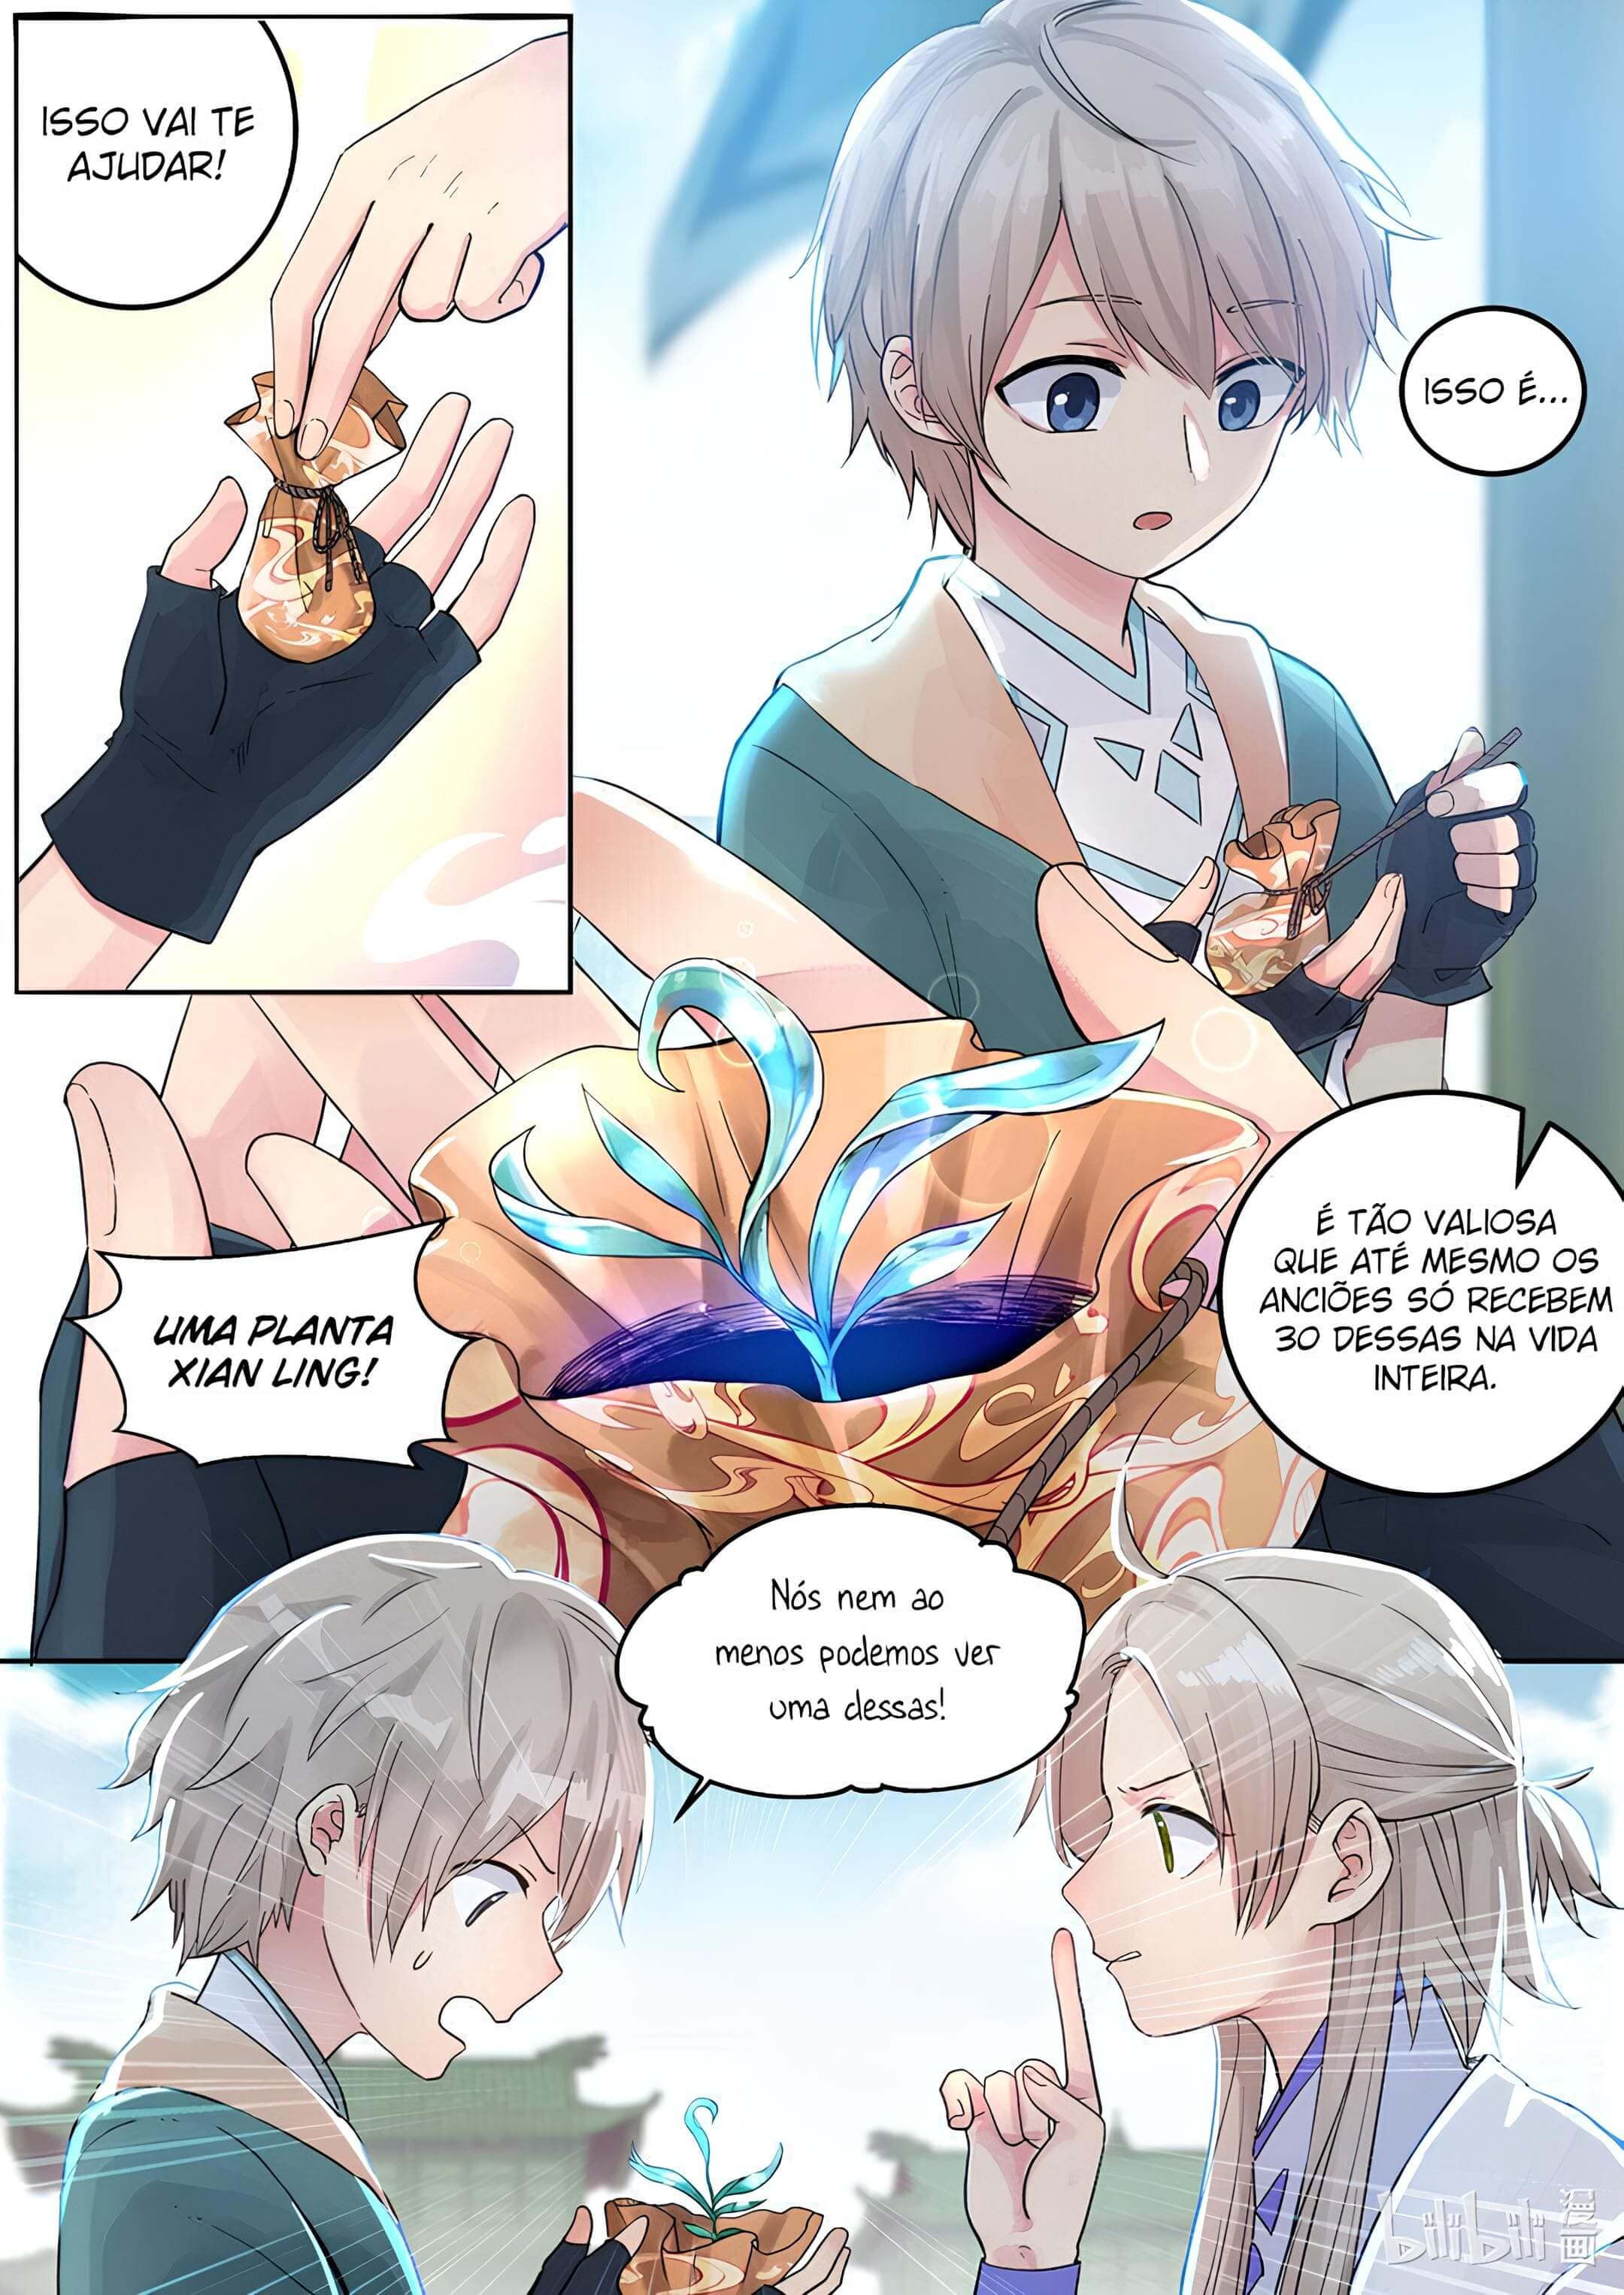 ISSO VAI TE
AJUDAR!
ISSO É...
UMA PLANTA
XIAN LING!
É TÃO VALIOSA
QUE ATÉ MESMO OS
ANCIÕES SÓ RECEBEM
30 DESSAS NA VIDA
INTEIRA.
Nós nem ao
menos podemos ver
uma dessas!
bilibili 漫画